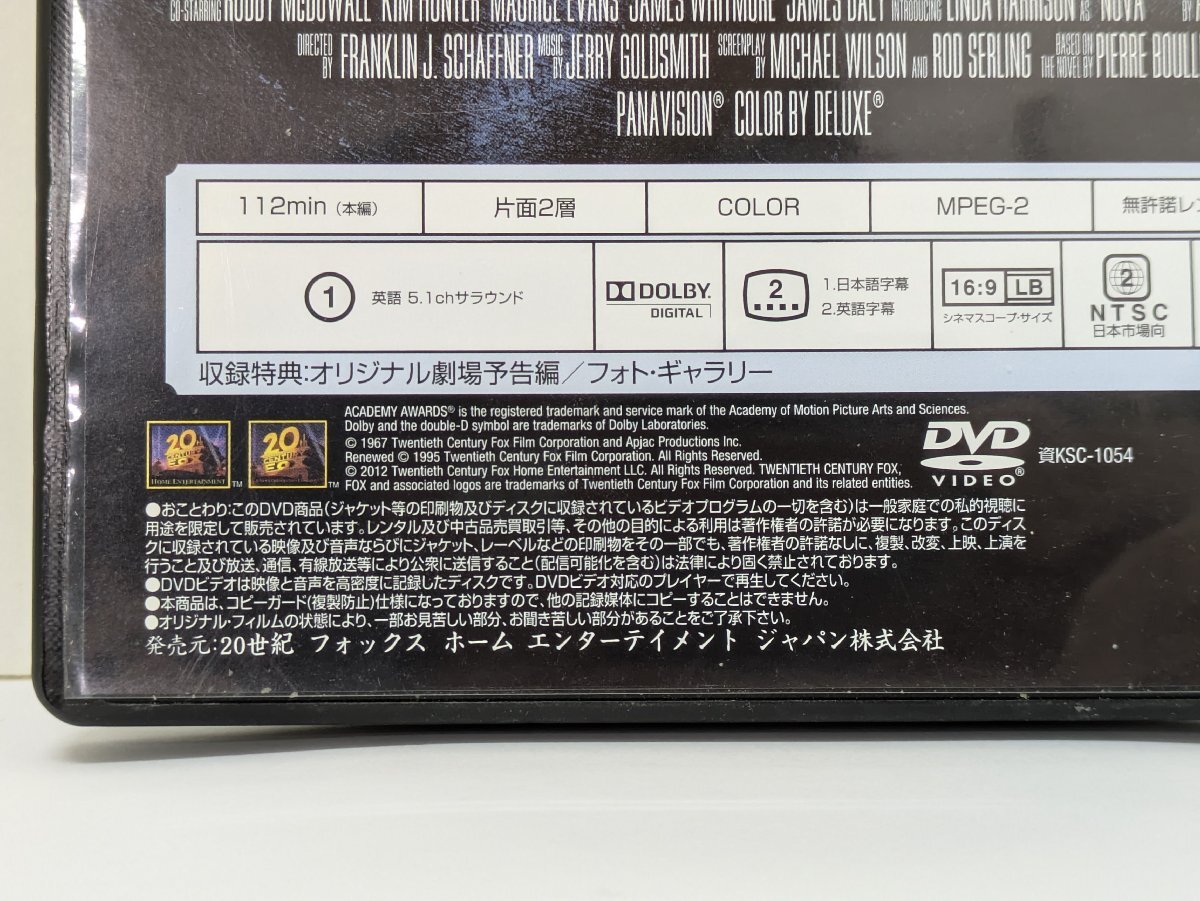 CO-STARRING RODDY McDOWALL KIM HUNTER MAURICE EVANS JAMES WHITMORE JAMES DALY INTRODUCING LINDA HARRISON AS "NOVA"
DIRECTED BY FRANKLIN J. SCHAFFNER MUSIC BY JERRY GOLDSMITH SCREENPLAY BY MICHAEL WILSON AND ROD SERLING BASED ON THE NOVEL BY PIERRE BOULL
PANAVISION® COLOR BY DELUXE®
112min (本編) 片面2層 COLOR MPEG-2 無許諾レン
1 英語 5.1chサラウンド DOLBY DIGITAL 2 1.日本語字幕 2.英語字幕 16:9 LB シネマスコープ・サイズ 2 NTSC 日本市場向
収録特典:オリジナル劇場予告編/フォト・ギャラリー
ACADEMY AWARDS® is the registered trademark and service mark of the Academy of Motion Picture Arts and Sciences.
Dolby and the double-D symbol are trademarks of Dolby Laboratories.
© 1967 Twentieth Century Fox Film Corporation and Apjac Productions Inc.
Renewed © 1995 Twentieth Century Fox Film Corporation. All Rights Reserved.
© 2012 Twentieth Century Fox Home Entertainment LLC. All Rights Reserved. TWENTIETH CENTURY FOX,
FOX and associated logos are trademarks of Twentieth Century Fox Film Corporation and its related entities.
20th CENTURY FOX HOME ENTERTAINMENT ™ 20th CENTURY FOX ™
DVD VIDEO ® 資KSC-1054
●おことわり:このDVD商品(ジャケット等の印刷物及びディスクに収録されているビデオプログラムの一切を含む)は一般家庭での私的視聴に
用途を限定して販売されています。レンタル及び中古品売買取引等、その他の目的による利用は著作権者の許諾が必要になります。このディス
クに収録されている映像及び音声ならびにジャケット、レーベルなどの印刷物をその一部でも、著作権者の許諾なしに、複製、改変、上映、上演を
行うこと及び放送、通信、有線放送等により公衆に送信すること(配信可能化を含む)は法律により固く禁止されております。
●DVDビデオは映像と音声を高密度に記録したディスクです。DVDビデオ対応のプレイヤーで再生してください。
●本商品は、コピーガード(複製防止)仕様になっておりますので、他の記録媒体にコピーすることはできません。
●オリジナル・フィルムの状態により、一部お見苦しい部分、お聞き苦しい部分があることをご了承下さい。
発売元:20世紀 フォックス ホーム エンターテイメント ジャパン株式会社